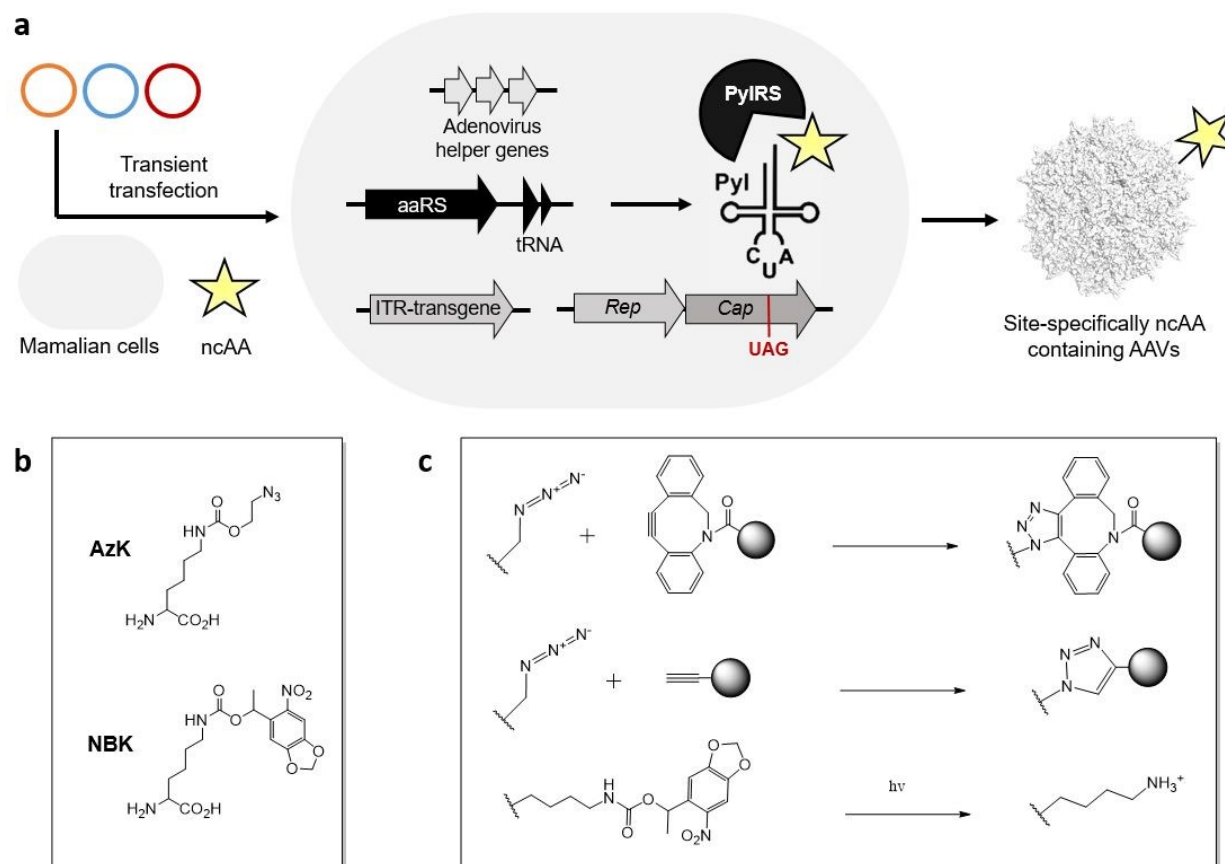 a
Transient
transfection
Mamalian cells
ncAA
Adenovirus
helper genes
aaRS
tRNA
ITR-transgene
Rep
Cap
UAG
PylRS
Pyl
C U A
Site-specifically ncAA
containing AAVs
b
AzK
O
N3
HN
O
H2N
CO2H
NBK
O
NO2
HN
O
O
O
H2N
CO2H
c
N=N+=N-
+
O
N
N
N
N
O
N
N=N+=N-
+
N
N
N
H
N
O
O
NO2
O
O
hv
NH3+